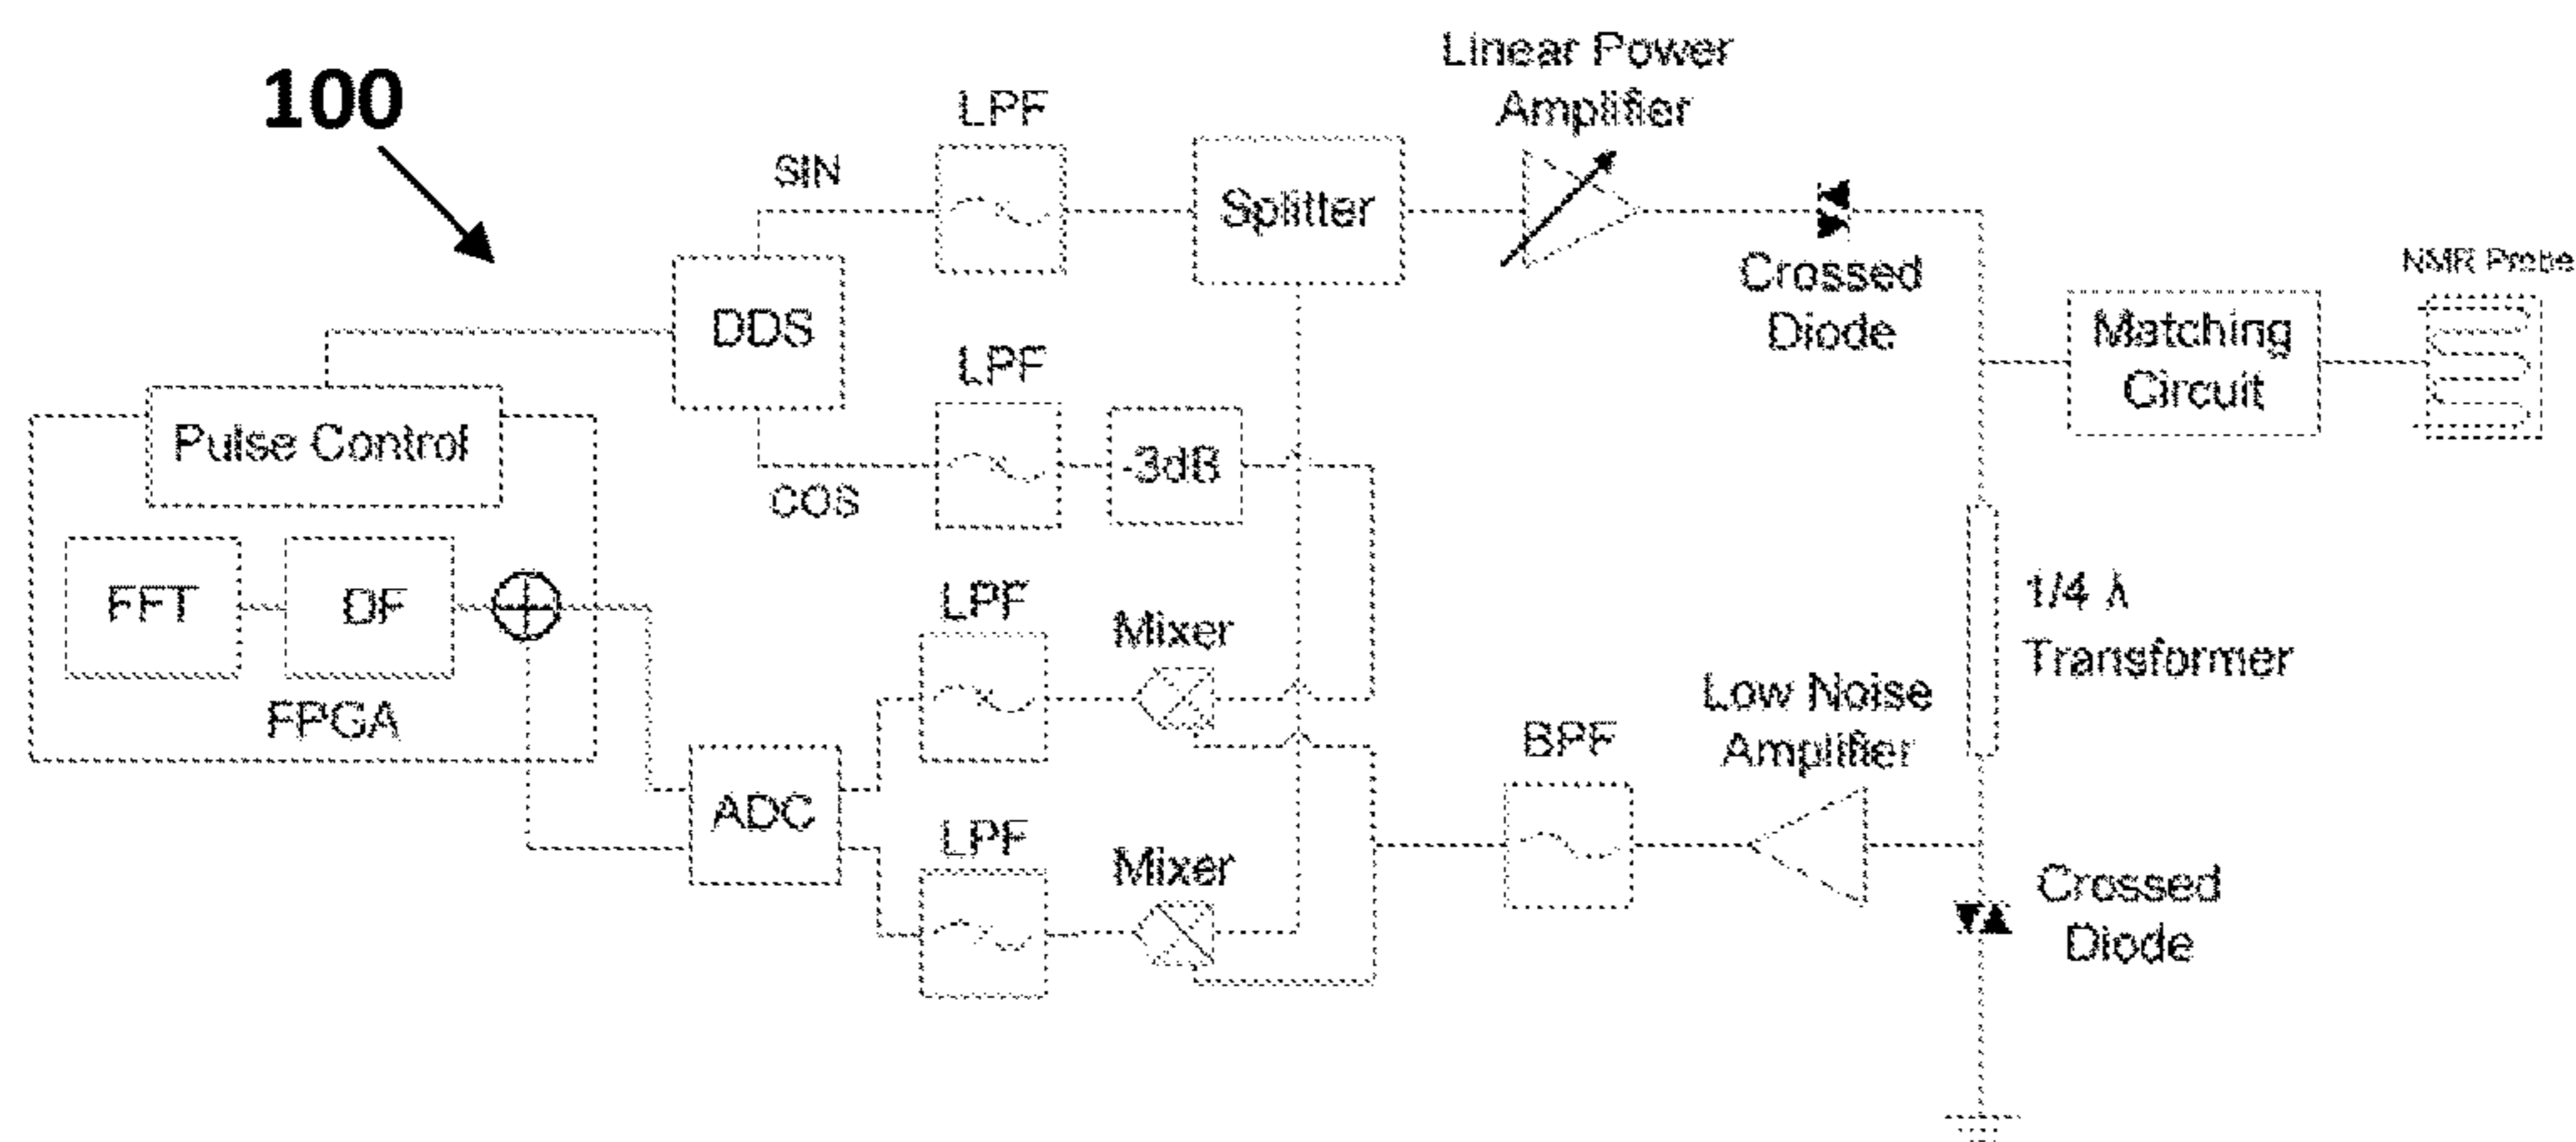 100
Linear Power
Amplifier
LPF
SIN
Splitter
Crossed
Diode
NMR Probe
DDS
Matching
Circuit
LPF
-3dB
COS
Pulse Control
FFT
DF
FPGA
LPF
Mixer
1/4 λ
Transformer
Low Noise
Amplifier
BPF
ADC
LPF
Mixer
Crossed
Diode